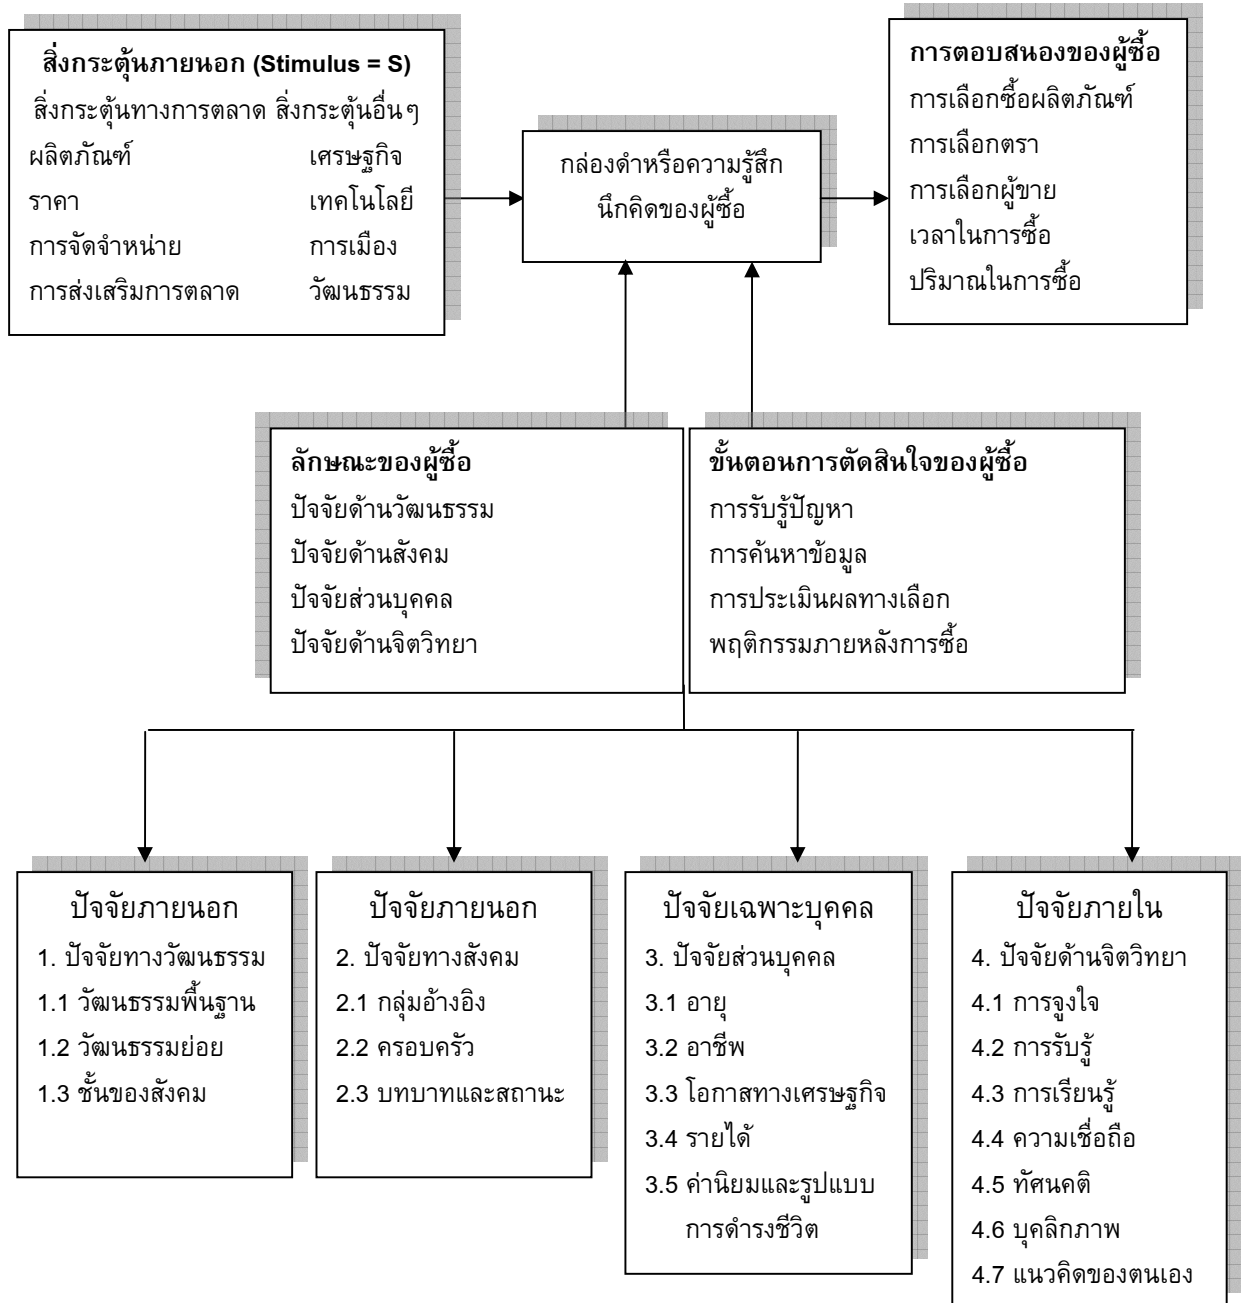 สิ่งกระตุ้นภายนอก (Stimulus = S)
สิ่งกระตุ้นทางการตลาด สิ่งกระตุ้นอื่นๆ
ผลิตภัณฑ์ เศรษฐกิจ
ราคา เทคโนโลยี
การจัดจำหน่าย การเมือง
การส่งเสริมการตลาด วัฒนธรรม
กล่องดำหรือความรู้สึก
นึกคิดของผู้ซื้อ
การตอบสนองของผู้ซื้อ
การเลือกซื้อผลิตภัณฑ์
การเลือกตรา
การเลือกผู้ขาย
เวลาในการซื้อ
ปริมาณในการซื้อ
ลักษณะของผู้ซื้อ
ปัจจัยด้านวัฒนธรรม
ปัจจัยด้านสังคม
ปัจจัยส่วนบุคคล
ปัจจัยด้านจิตวิทยา
ขั้นตอนการตัดสินใจของผู้ซื้อ
การรับรู้ปัญหา
การค้นหาข้อมูล
การประเมินผลทางเลือก
พฤติกรรมภายหลังการซื้อ
ปัจจัยภายนอก
1. ปัจจัยทางวัฒนธรรม
1.1 วัฒนธรรมพื้นฐาน
1.2 วัฒนธรรมย่อย
1.3 ชั้นของสังคม
ปัจจัยภายนอก
2. ปัจจัยทางสังคม
2.1 กลุ่มอ้างอิง
2.2 ครอบครัว
2.3 บทบาทและสถานะ
ปัจจัยเฉพาะบุคคล
3. ปัจจัยส่วนบุคคล
3.1 อายุ
3.2 อาชีพ
3.3 โอกาสทางเศรษฐกิจ
3.4 รายได้
3.5 ค่านิยมและรูปแบบ
การดำรงชีวิต
ปัจจัยภายใน
4. ปัจจัยด้านจิตวิทยา
4.1 การจูงใจ
4.2 การรับรู้
4.3 การเรียนรู้
4.4 ความเชื่อถือ
4.5 ทัศนคติ
4.6 บุคลิกภาพ
4.7 แนวคิดของตนเอง